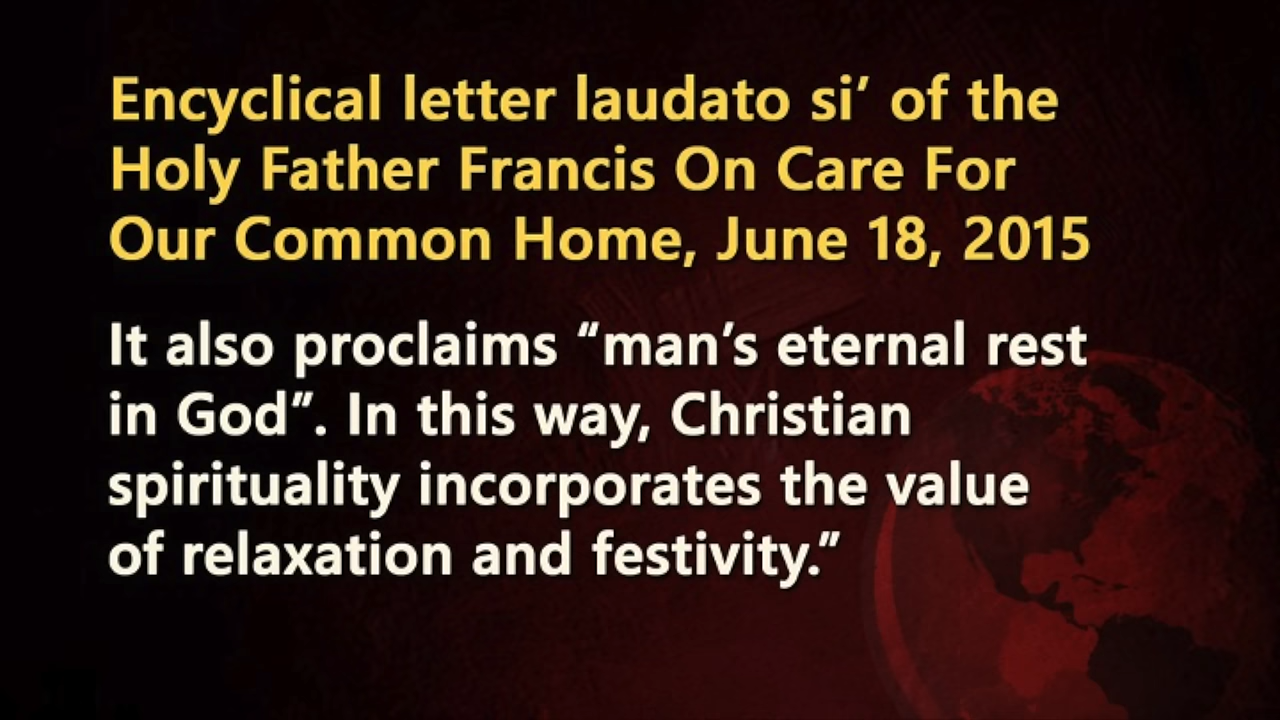 Encyclical letter laudato si’ of the
Holy Father Francis On Care For
Our Common Home, June 18, 2015
It also proclaims “man’s eternal rest
in God”. In this way, Christian
spirituality incorporates the value
of relaxation and festivity.”